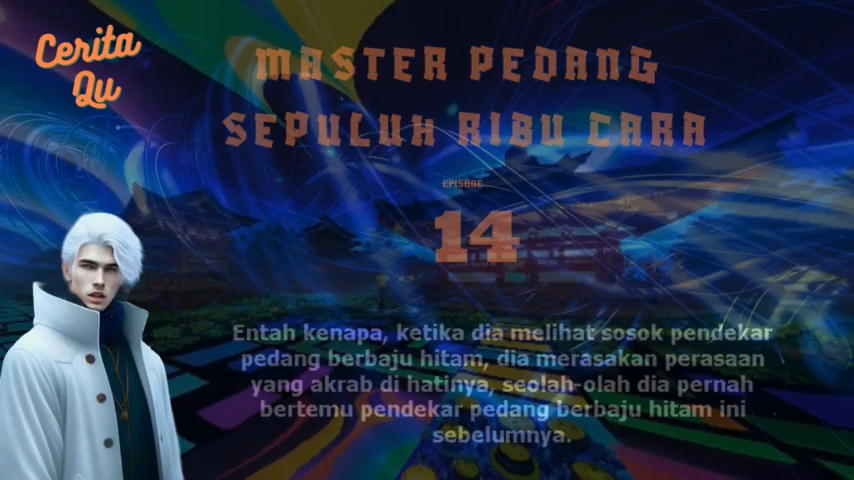 Cerita
Qu
MASTER PEDANG
SEPULUH RIBU CARA
EPISODE
14
Entah kenapa, ketika dia melihat sosok pendekar
pedang berbaju hitam, dia merasakan perasaan
yang akrab di hatinya, seolah-olah dia pernah
bertemu pendekar pedang berbaju hitam ini
sebelumnya.